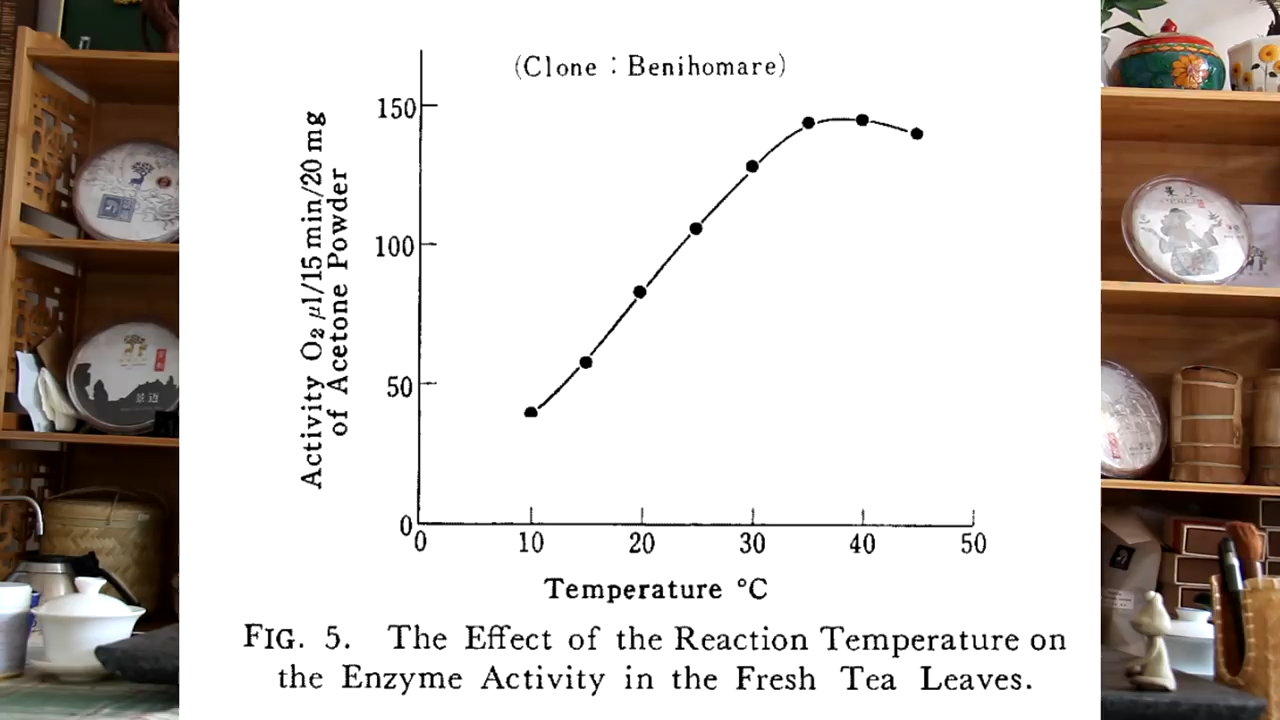 (Clone : Benihomare)
150
100
50
0
Activity O₂ μl/15 min/20 mg
of Acetone Powder
0 10 20 30 40 50
Temperature °C
FIG. 5. The Effect of the Reaction Temperature on
the Enzyme Activity in the Fresh Tea Leaves.